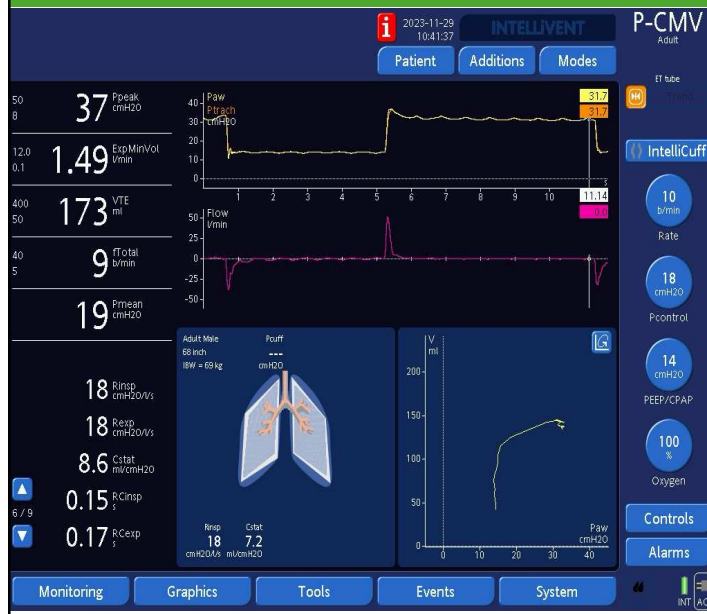 i
2023-11-29
10:41:37
INTELLiVENT
P-CMV
Adult
Patient
Additions
Modes
ET tube
50
8
37
Ppeak
cmH2O
12.0
0.1
1.49
ExpMinVol
l/min
400
50
173
VTE
ml
40
5
9
fTotal
b/min
19
Pmean
cmH2O
18
Rinsp
cmH2O/l/s
18
Rexp
cmH2O/l/s
8.6
Cstat
ml/cmH2O
0.15
RCinsp
s
6 / 9
0.17
RCexp
s
Paw
Ptrach
cmH2O
40
30
20
10
0
31.7
31.7
s
1 2 3 4 5 6 7 8 9 10
11.14
Flow
l/min
0.0
50
25
0
-25
-50
Adult Male
68 inch
IBW = 69 kg
Pcuff
---
cmH2O
Rinsp
18
cmH2O/l/s
Cstat
7.2
ml/cmH2O
V
ml
200
150
100
50
0
0 10 20 30 40
Paw
cmH2O
IntelliCuff
10
b/min
Rate
18
cmH2O
Pcontrol
14
cmH2O
PEEP/CPAP
100
%
Oxygen
Controls
Alarms
Monitoring
Graphics
Tools
Events
System
INT